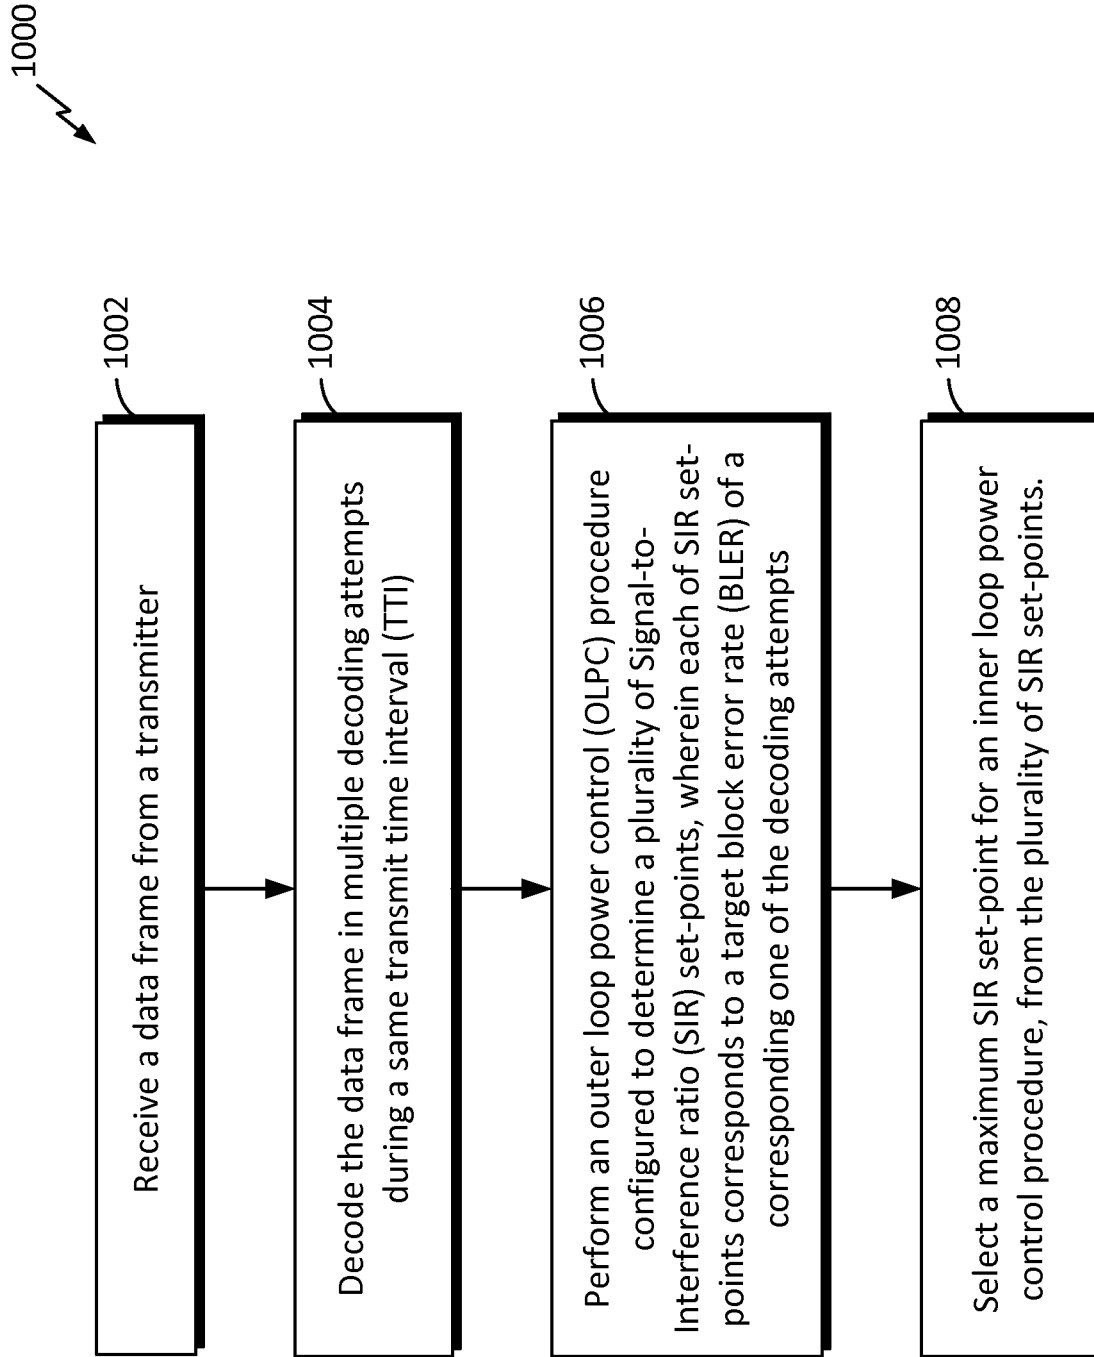 1000
1002
Receive a data frame from a transmitter
1004
Decode the data frame in multiple decoding attempts
during a same transmit time interval (TTI)
1006
Perform an outer loop power control (OLPC) procedure
configured to determine a plurality of Signal-to-
Interference ratio (SIR) set-points, wherein each of SIR set-
points corresponds to a target block error rate (BLER) of a
corresponding one of the decoding attempts
1008
Select a maximum SIR set-point for an inner loop power
control procedure, from the plurality of SIR set-points.